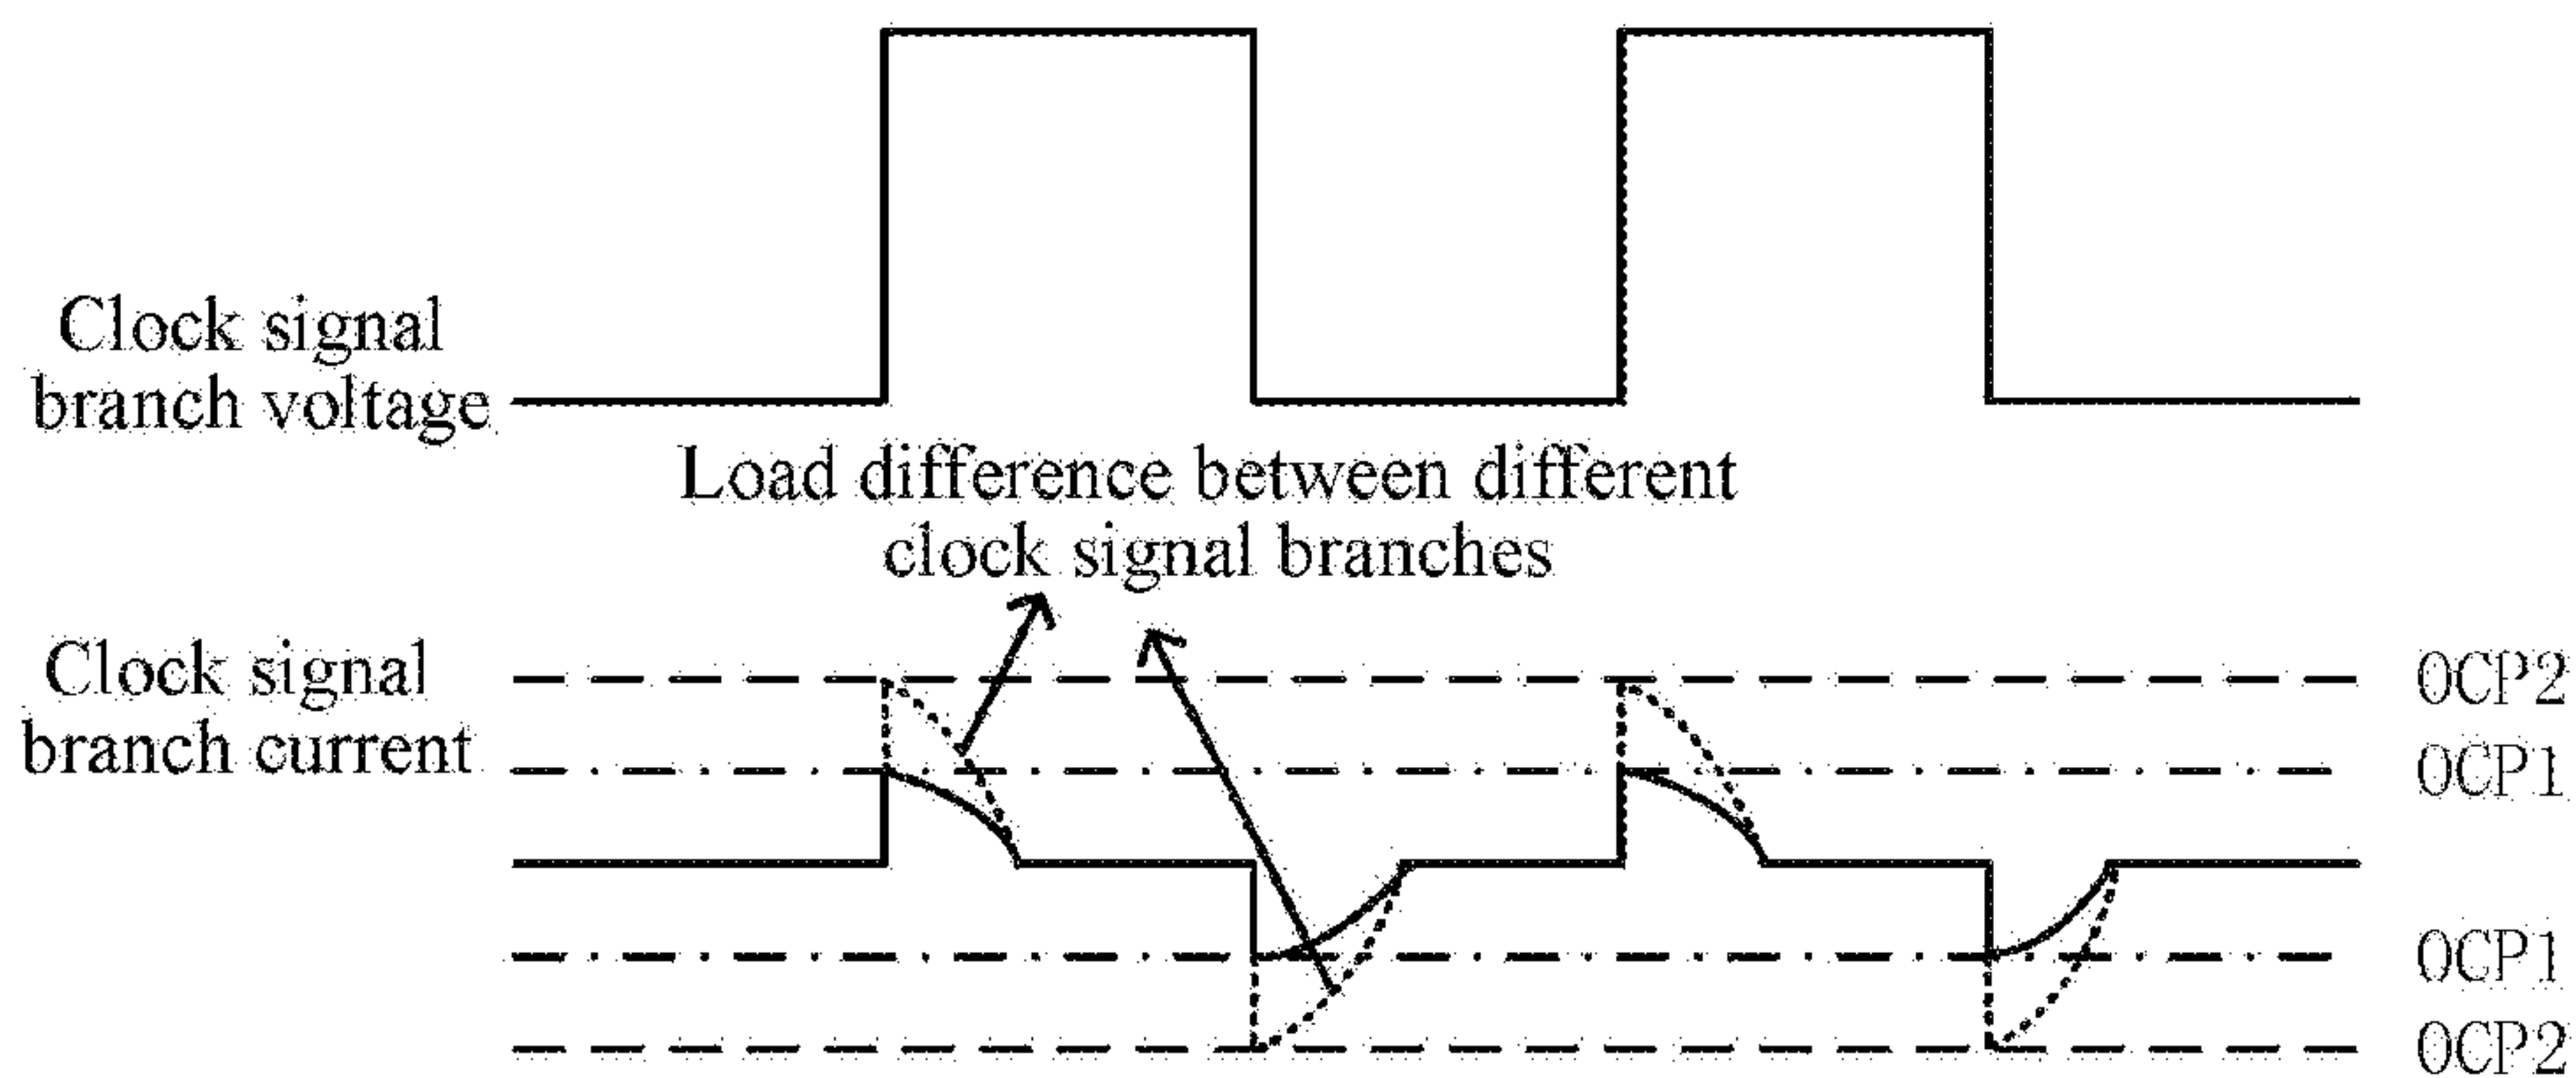 Clock signal
branch voltage
Load difference between different
clock signal branches
Clock signal
branch current
OCP2
OCP1
OCP1
OCP2